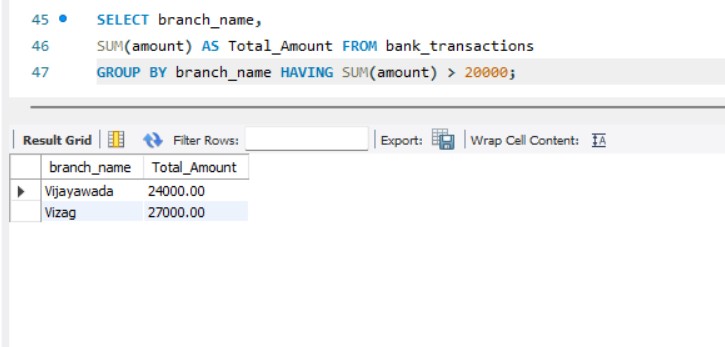 45 SELECT branch_name,
46 SUM(amount) AS Total_Amount FROM bank_transactions
47 GROUP BY branch_name HAVING SUM(amount) > 20000;
Result Grid Filter Rows: Export: Wrap Cell Content: IA
branch_name Total_Amount
Vijayawada 24000.00
Vizag 27000.00